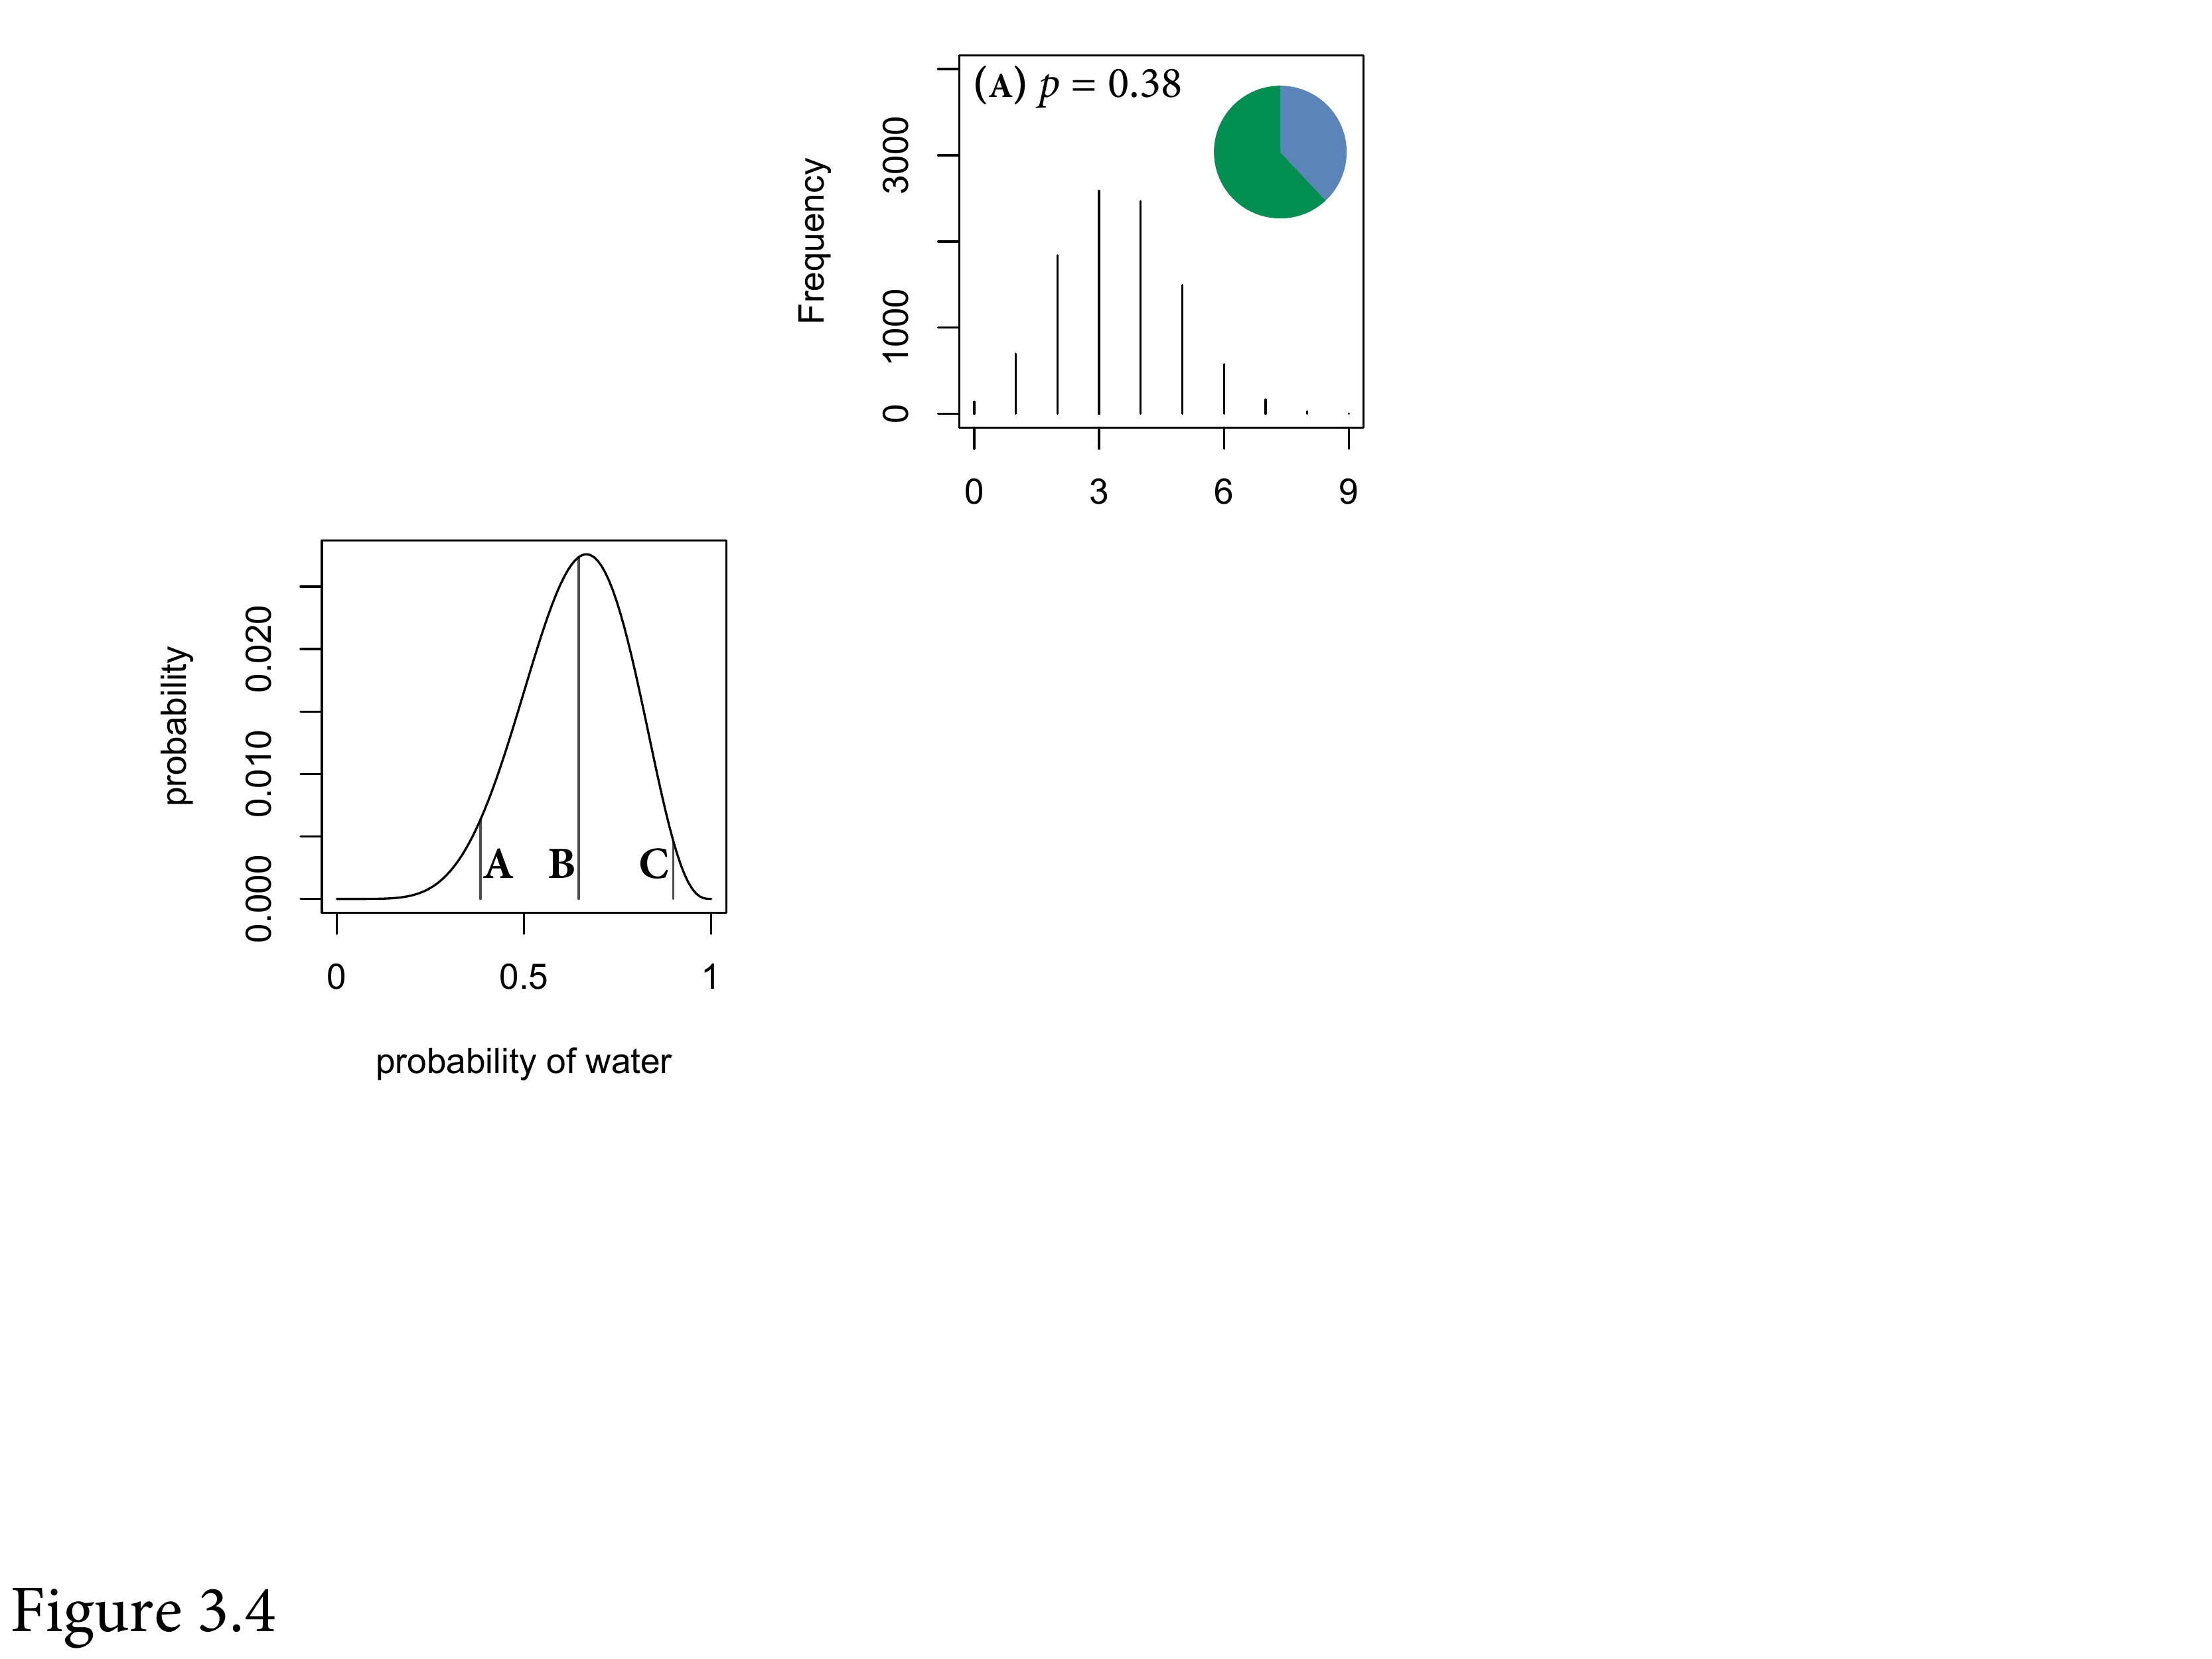 (A) p = 0.38
Frequency
3000
1000
0
0 3 6 9
probability
0.020
0.010
0.000
A B C
0 0.5 1
probability of water
Figure 3.4